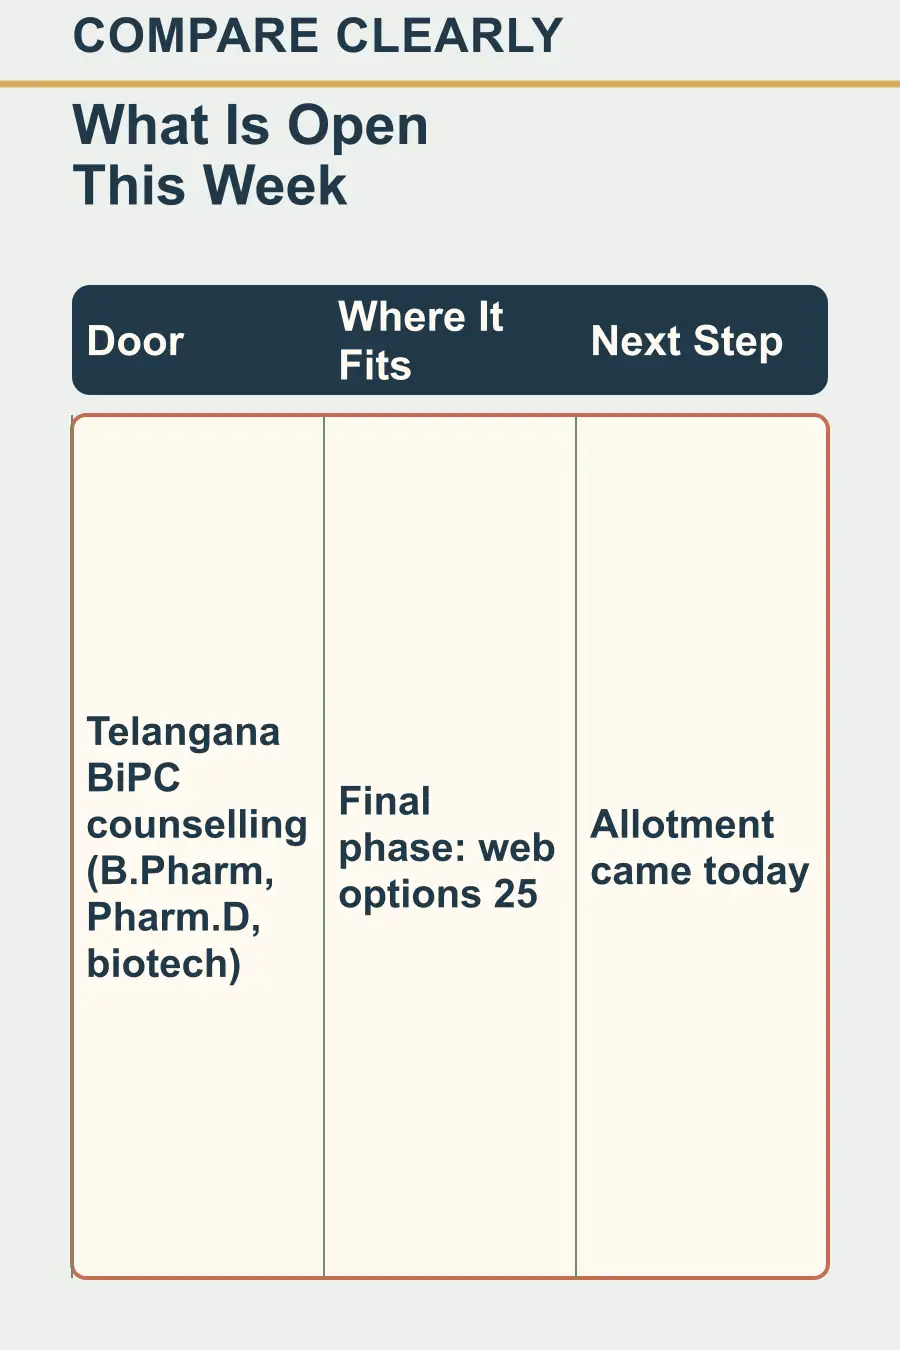 COMPARE CLEARLY
What Is Open
This Week
Door
Where It
Fits
Next Step
Telangana
BiPC
counselling
(B.Pharm,
Pharm.D,
biotech)
Final
phase: web
options 25
Allotment
came today